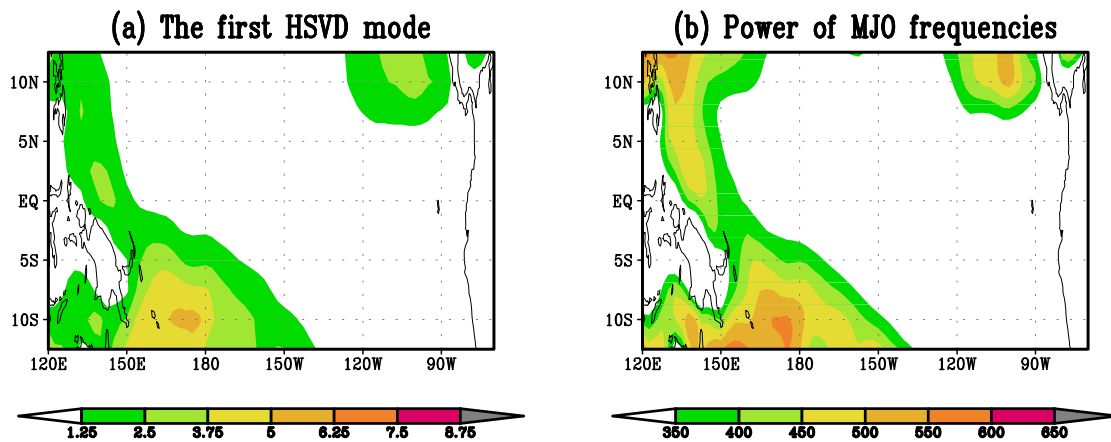 (a) The first HSVD mode
(b) Power of MJO frequencies
10N
5N
EQ
5S
10S
120E 150E 180 150W 120W 90W
10N
5N
EQ
5S
10S
120E 150E 180 150W 120W 90W
1.25 2.5 3.75 5 6.25 7.5 8.75
350 400 450 500 550 600 650